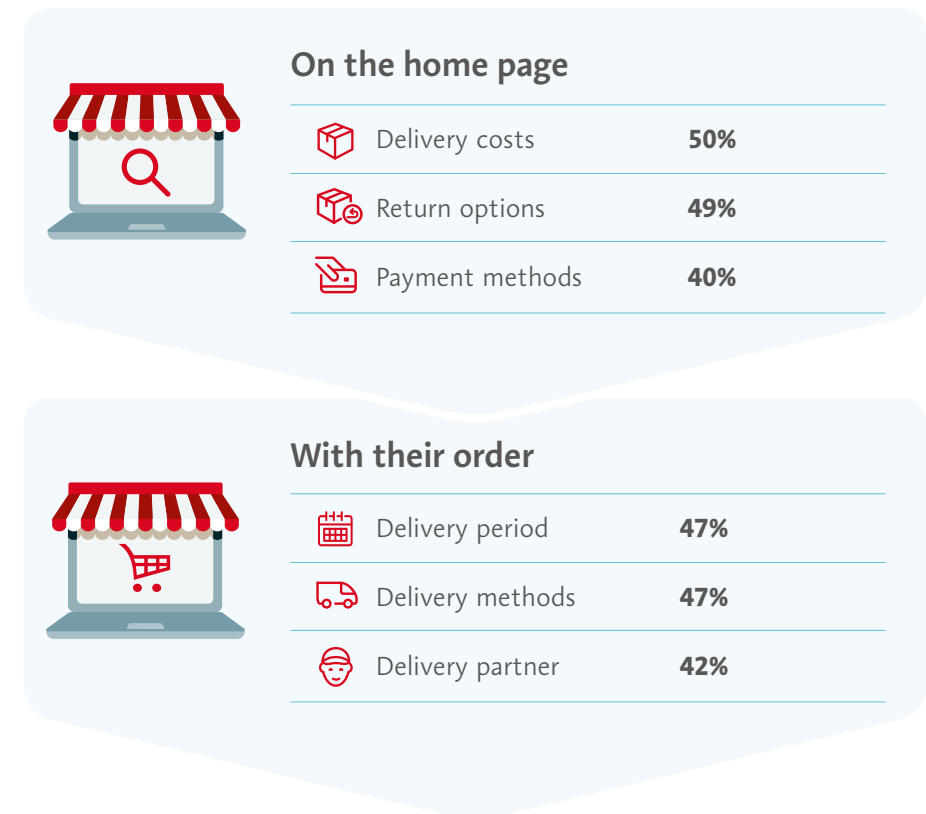 On the home page
Delivery costs 50%
Return options 49%
Payment methods 40%
With their order
Delivery period 47%
Delivery methods 47%
Delivery partner 42%